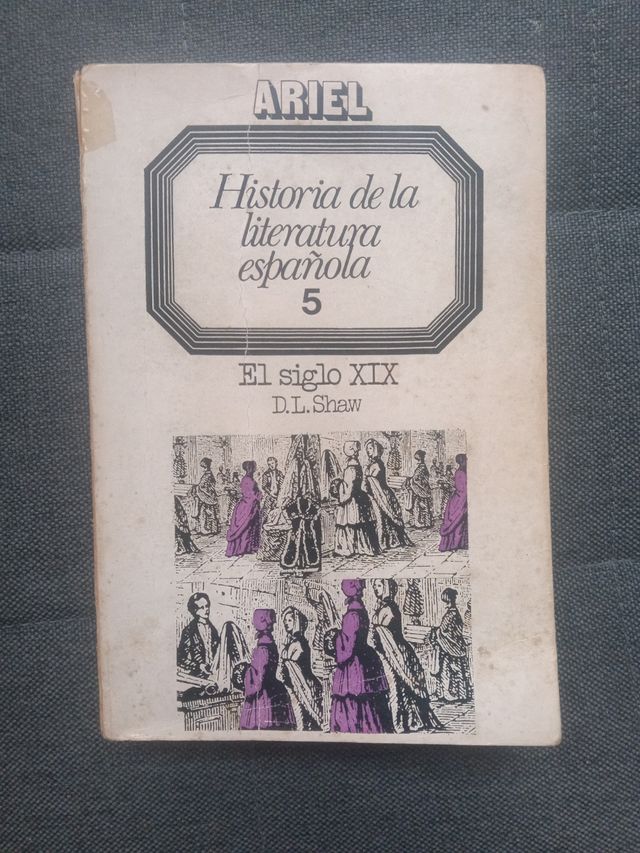 ARIEL
Historia de la
literatura
española
5
El siglo XIX
D.L.Shaw